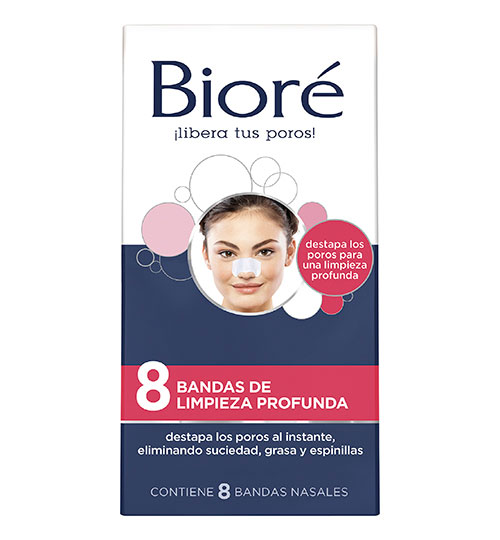 Bioré
¡libera tus poros!
destapa los
poros para
una limpieza
profunda
8 BANDAS DE
LIMPIEZA PROFUNDA
destapa los poros al instante,
eliminando suciedad, grasa y espinillas
CONTIENE 8 BANDAS NASALES